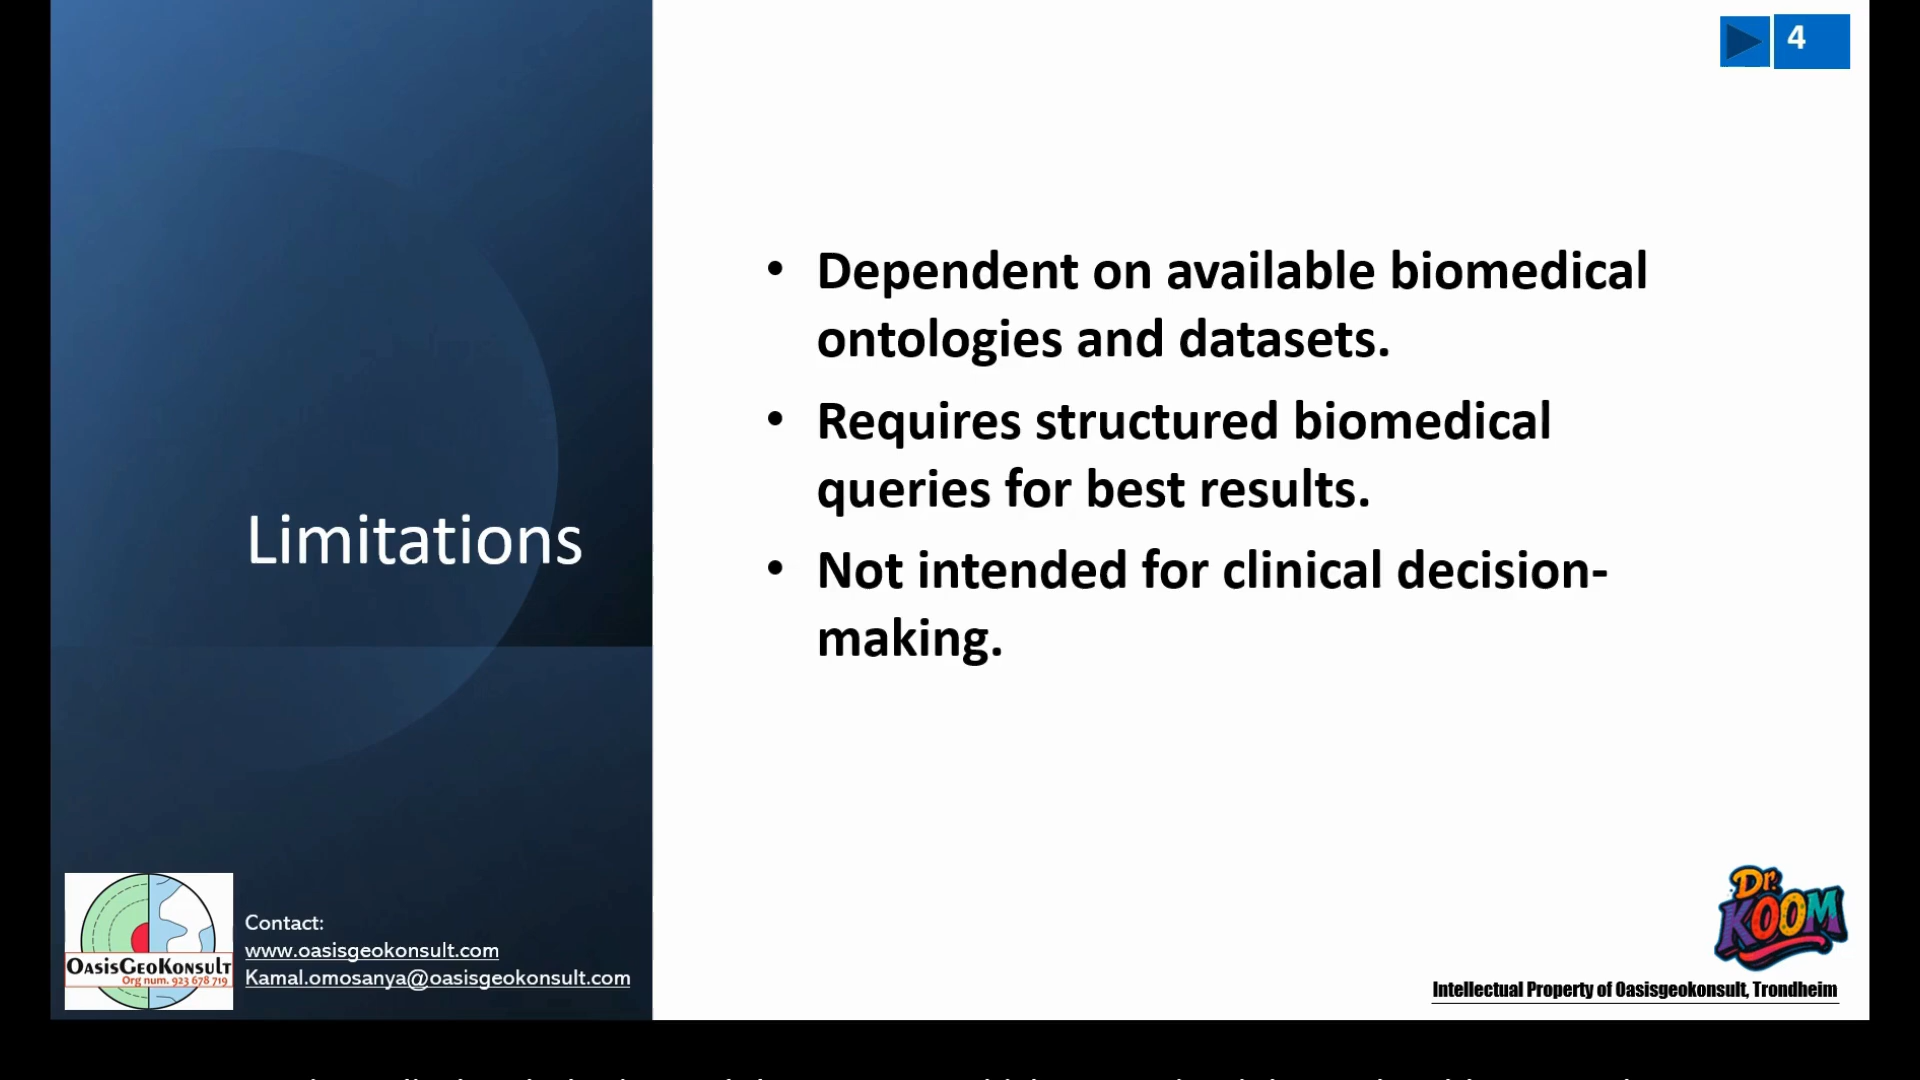 4
Limitations
• Dependent on available biomedical
ontologies and datasets.
• Requires structured biomedical
queries for best results.
• Not intended for clinical decision-
making.
OASISGEOKONSULT
Org num. 923 678 719
Contact:
www.oasisgeokonsult.com
Kamal.omosanya@oasisgeokonsult.com
Dr.
KOOM
Intellectual Property of Oasisgeokonsult, Trondheim